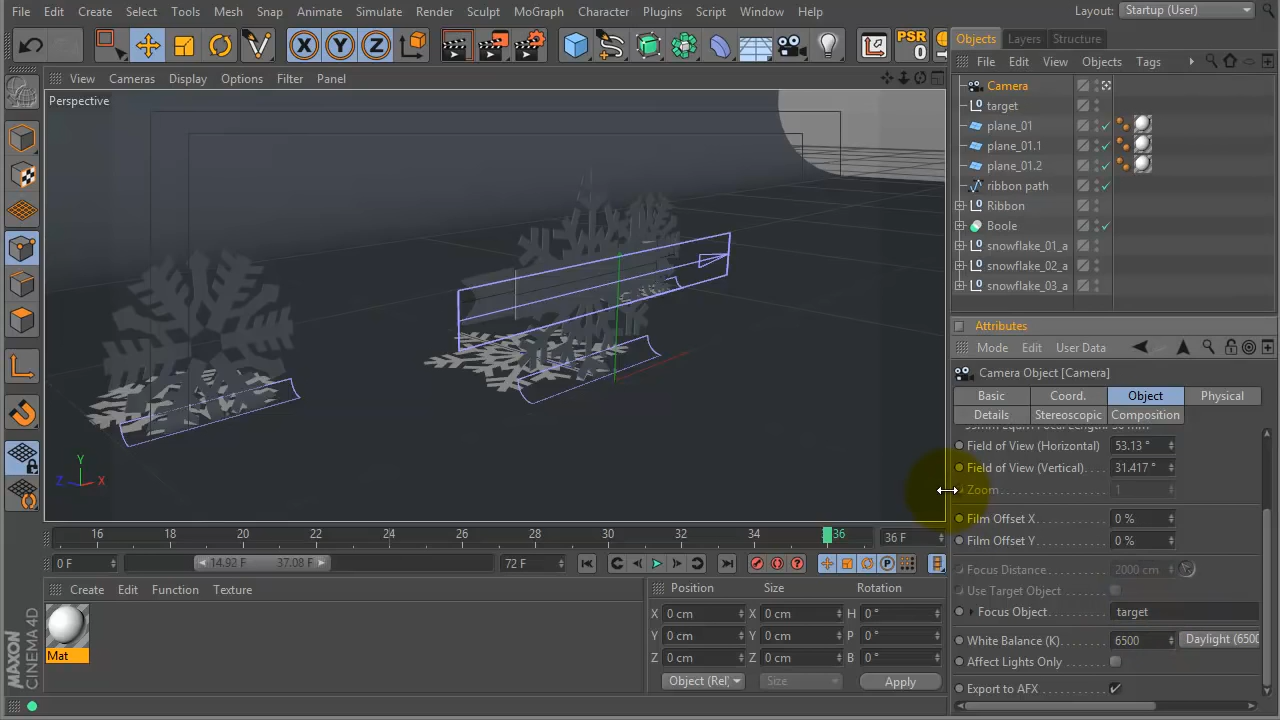 File Edit Create Select Tools Mesh Snap Animate Simulate Render Sculpt MoGraph Character Plugins Script Window Help Layout: Startup (User)
X Y Z PSR 0
Objects Layers Structure
View Cameras Display Options Filter Panel
File Edit View Objects Tags
Perspective
Camera
target
plane_01
plane_01.1
plane_01.2
ribbon path
Ribbon
Boole
snowflake_01_a
snowflake_02_a
snowflake_03_a
Attributes
Mode Edit User Data
Camera Object [Camera]
Basic Coord. Object Physical
Details Stereoscopic Composition
Field of View (Horizontal) 53.13 °
Field of View (Vertical) 31.417 °
Zoom 1
Film Offset X 0 %
Film Offset Y 0 %
Focus Distance 2000 cm
Use Target Object
Focus Object target
White Balance (K) 6500 Daylight (6500
Affect Lights Only
Export to AFX
Y
Z X
16 18 20 22 24 26 28 30 32 34 36 36 F
0 F 14.92 F 37.08 F 72 F
P
Create Edit Function Texture
Mat
Position Size Rotation
X 0 cm X 0 cm H 0 °
Y 0 cm Y 0 cm P 0 °
Z 0 cm Z 0 cm B 0 °
Object (Rel) Size Apply
MAXON
CINEMA 4D